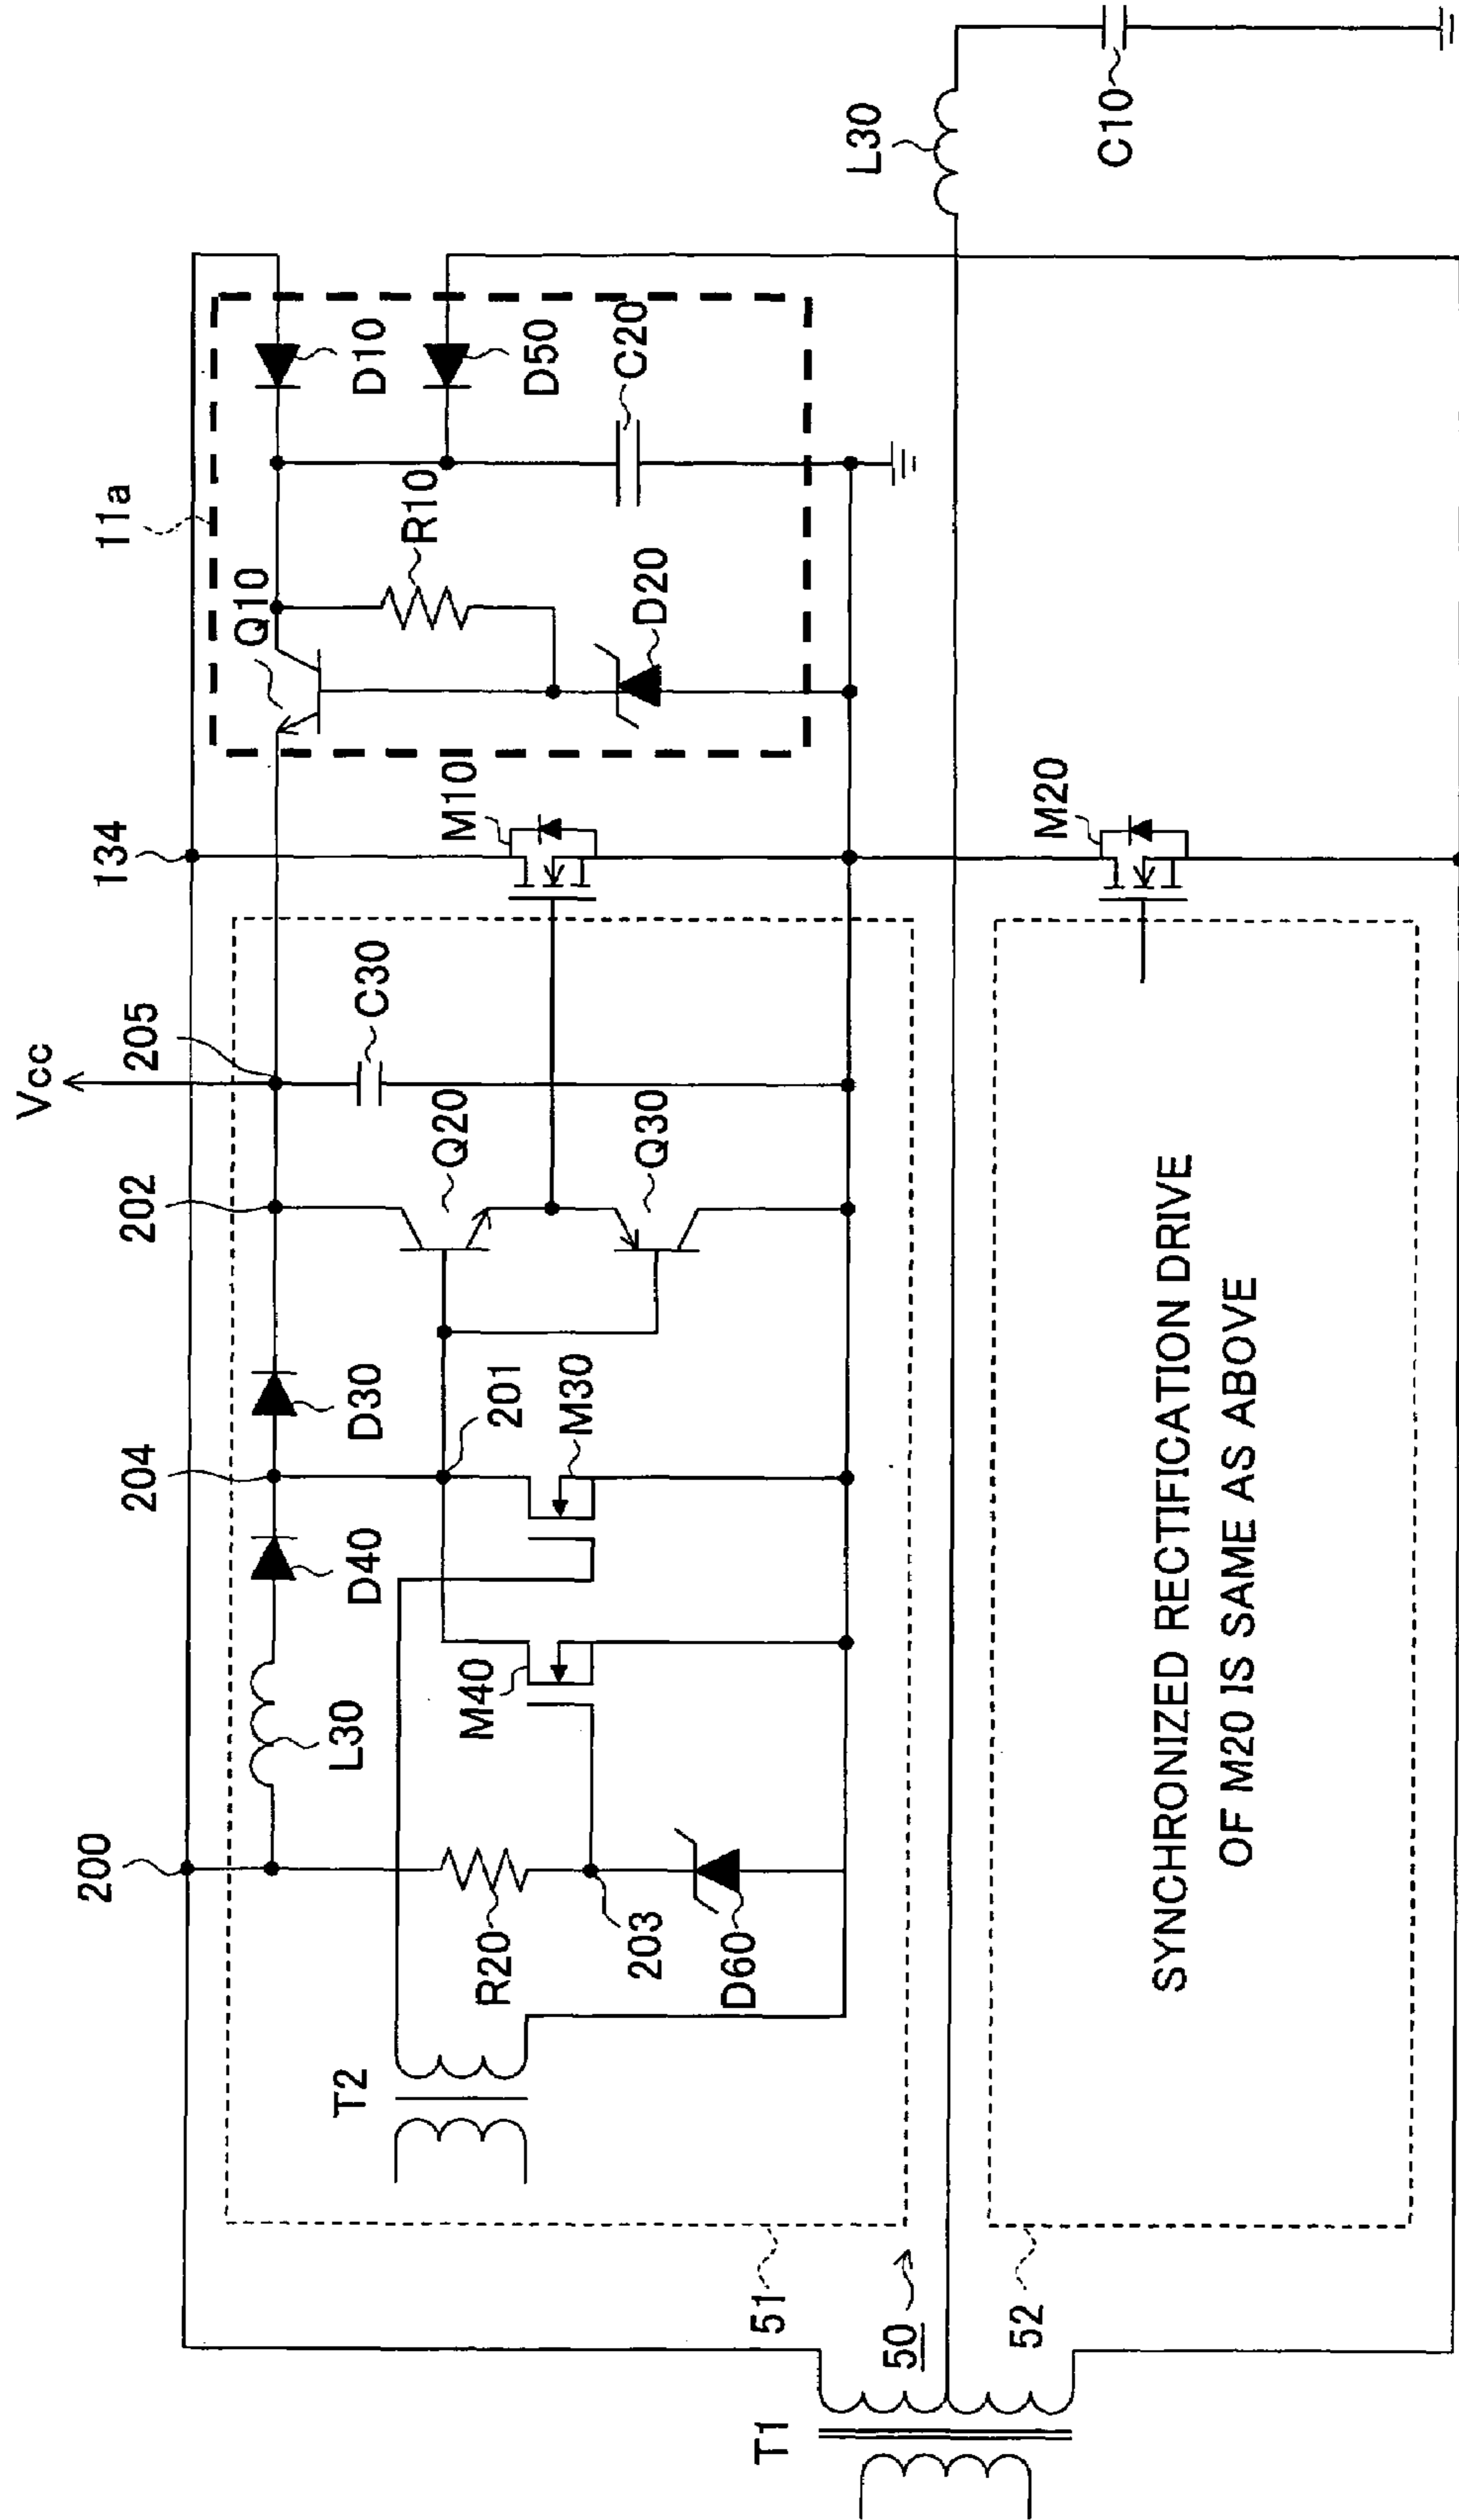 Vcc
200
204
202
205
134
11a
L30
D40
D30
C30
Q10
D10
T2
R20
203
D60
M40
201
M30
Q20
Q30
M10
R10
D20
D50
C20
51
50
52
T1
M20
L30
C10
SYNCHRONIZED RECTIFICATION DRIVE
OF M20 IS SAME AS ABOVE